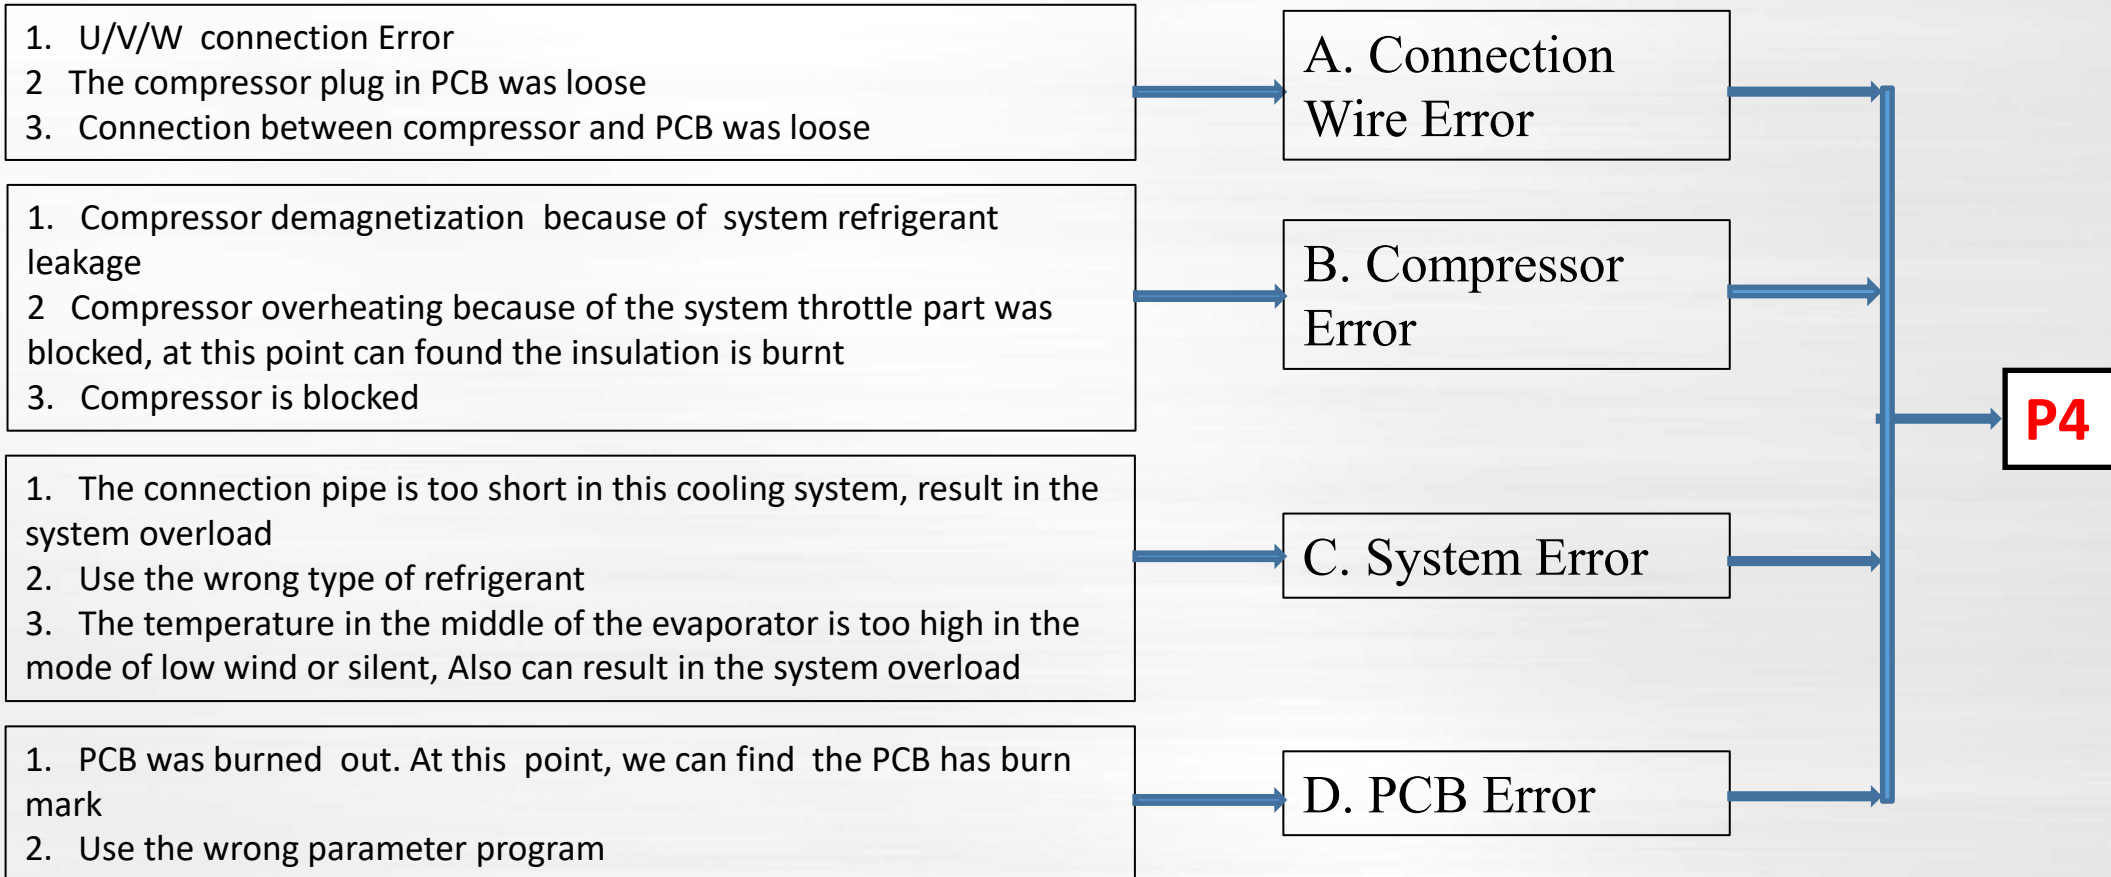 1. U/V/W connection Error
2 The compressor plug in PCB was loose
3. Connection between compressor and PCB was loose
A. Connection
Wire Error
1. Compressor demagnetization because of system refrigerant
leakage
2 Compressor overheating because of the system throttle part was
blocked, at this point can found the insulation is burnt
3. Compressor is blocked
B. Compressor
Error
P4
1. The connection pipe is too short in this cooling system, result in the
system overload
2. Use the wrong type of refrigerant
3. The temperature in the middle of the evaporator is too high in the
mode of low wind or silent, Also can result in the system overload
C. System Error
1. PCB was burned out. At this point, we can find the PCB has burn
mark
2. Use the wrong parameter program
D. PCB Error